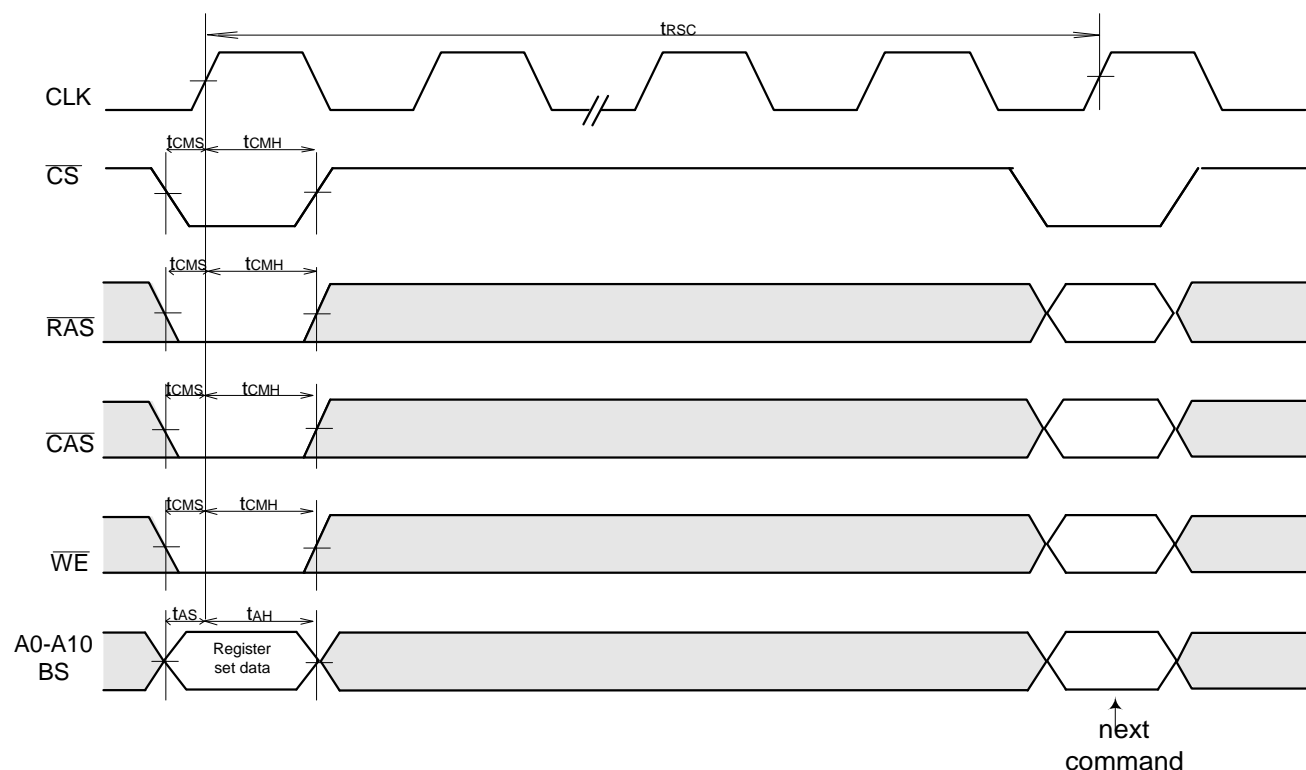 tRSC
CLK
tCMS tCMH
CS
tCMS tCMH
RAS
tCMS tCMH
CAS
tCMS tCMH
WE
tAS tAH
A0-A10
BS
Register
set data
next
command